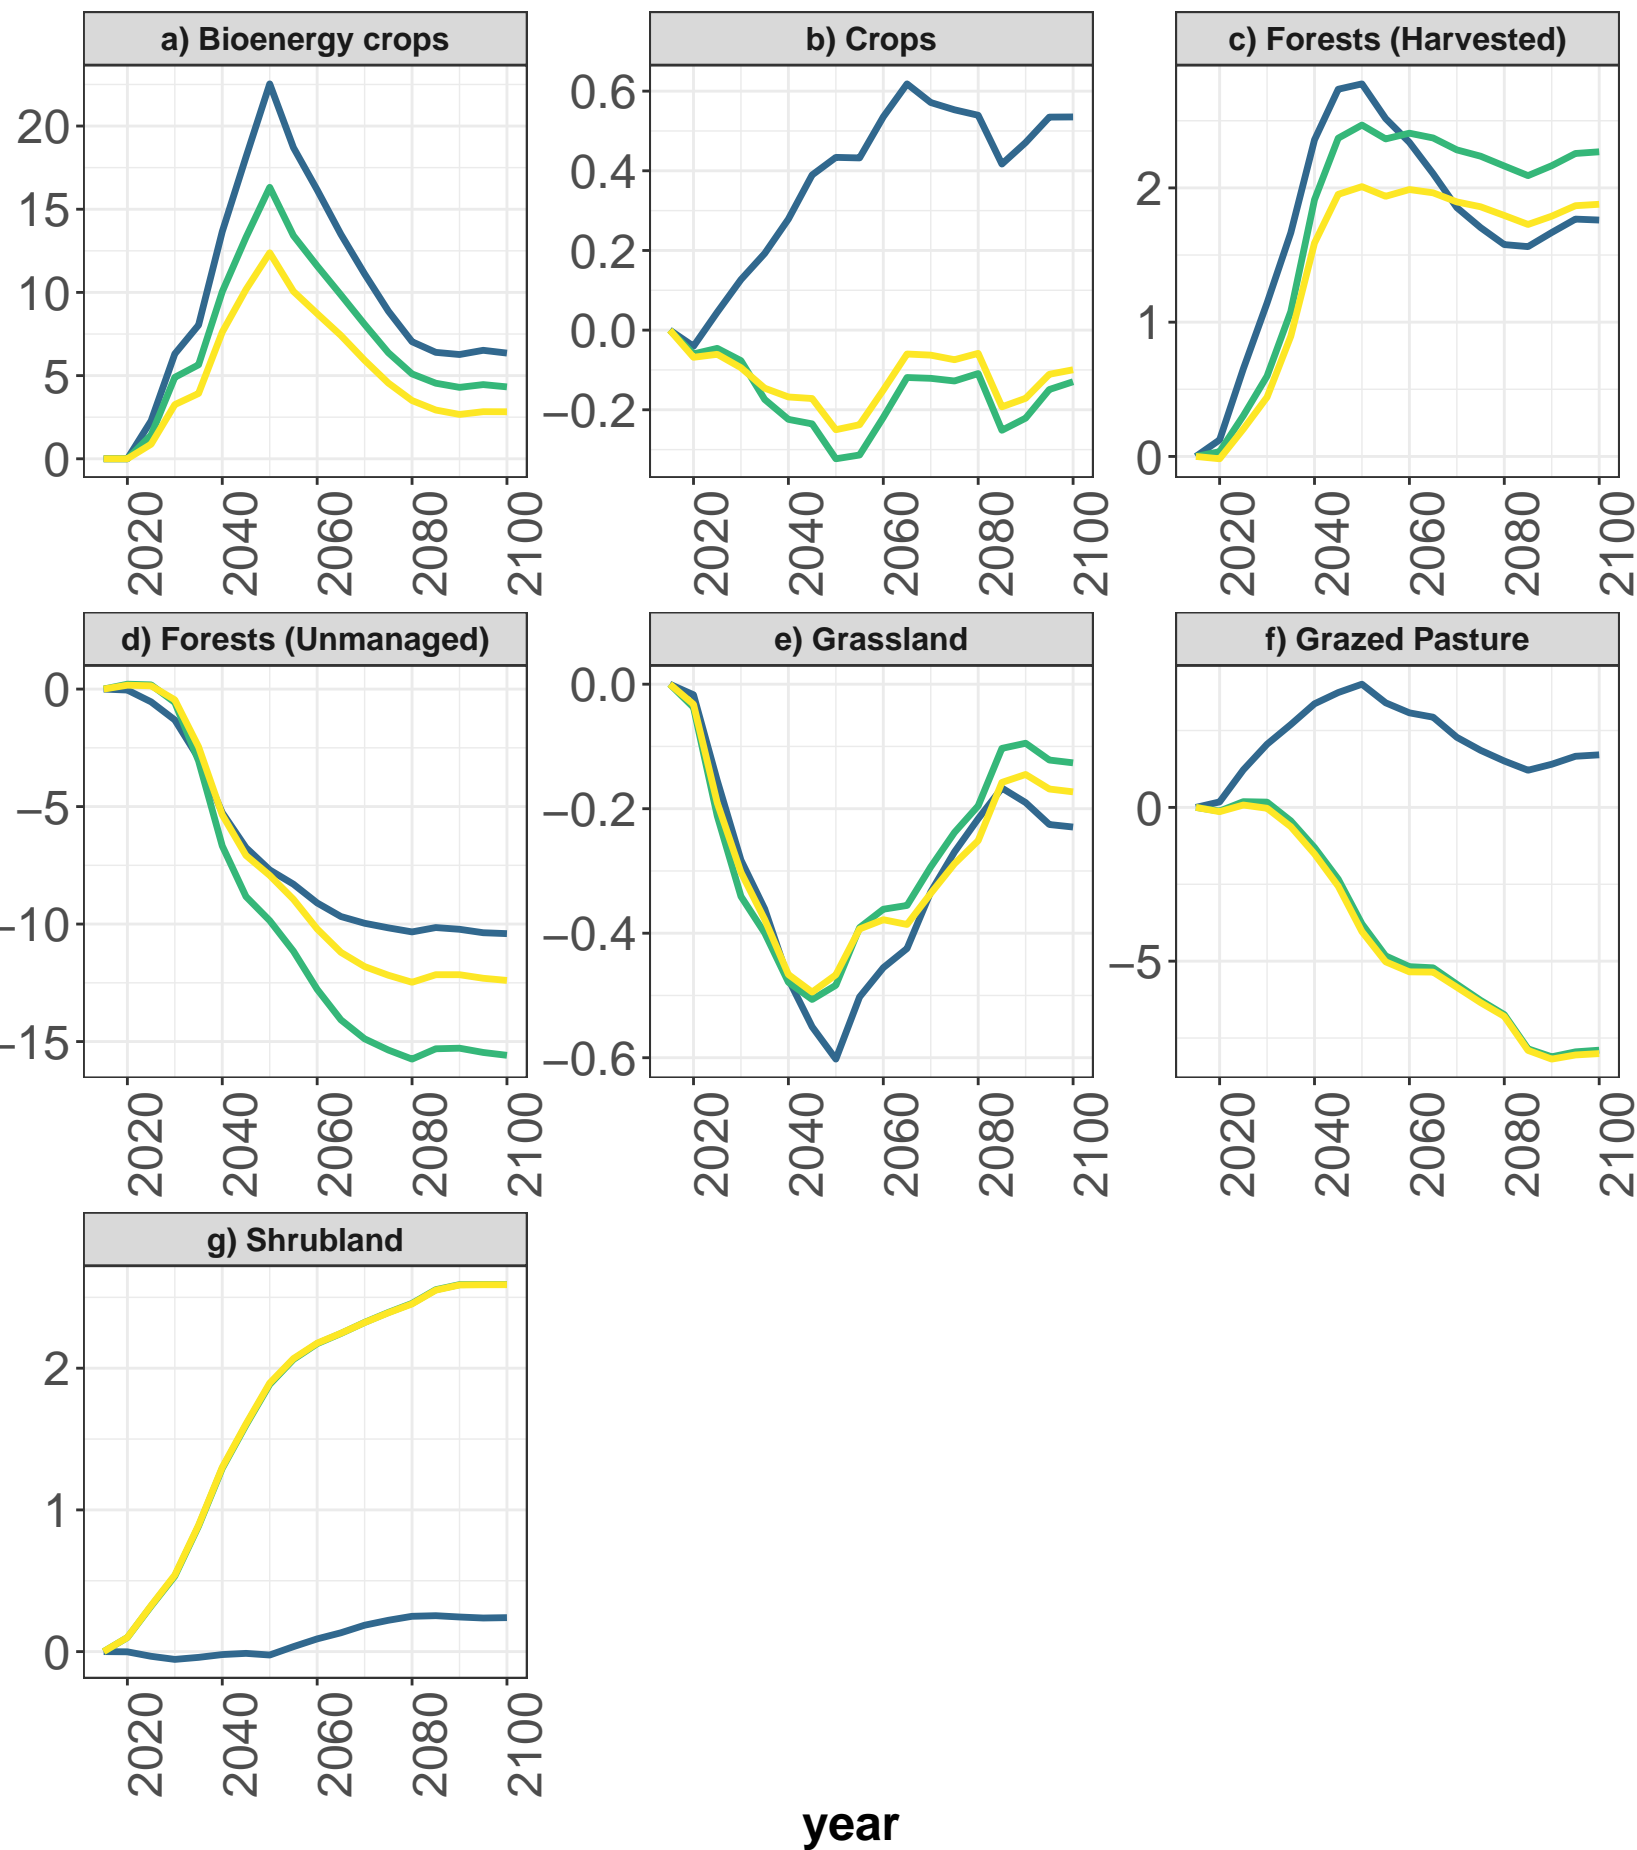 a) Bioenergy crops
20
15
10
5
0
2020 2040 2060 2080 2100
b) Crops
0.6
0.4
0.2
0.0
−0.2
2020 2040 2060 2080 2100
c) Forests (Harvested)
2
1
0
2020 2040 2060 2080 2100
d) Forests (Unmanaged)
0
−5
−10
−15
2020 2040 2060 2080 2100
e) Grassland
0.0
−0.2
−0.4
−0.6
2020 2040 2060 2080 2100
f) Grazed Pasture
0
−5
2020 2040 2060 2080 2100
g) Shrubland
2
1
0
2020 2040 2060 2080 2100
year